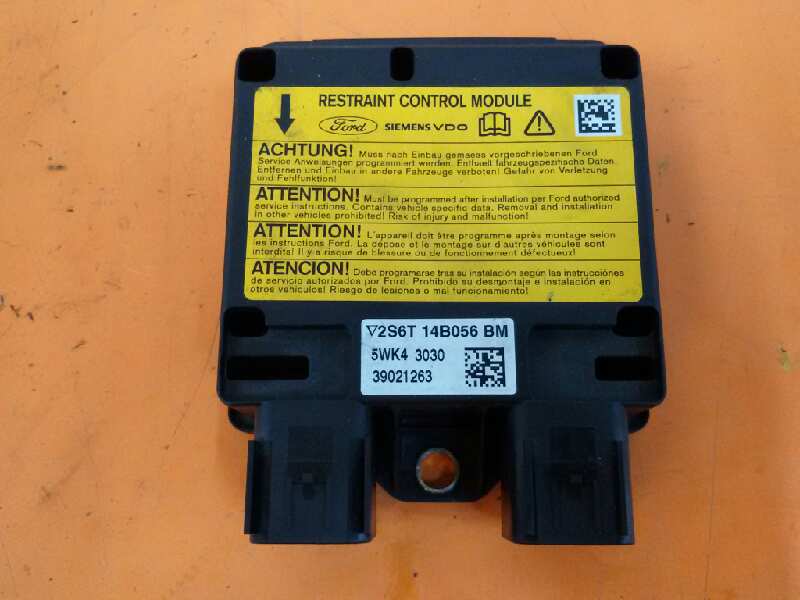 RESTRAINT CONTROL MODULE
Ford SIEMENS VDO
ACHTUNG! Muss nach Einbau gemaess vorgeschriebenen Ford
Service Anweisungen programmiert werden. Enthaelt fahrzeugspezifische Daten.
Entfernen und Einbau in andere Fahrzeuge verboten! Gefahr von Verletzung
und Fehlfunktion!
ATTENTION! Must be programmed after installation per Ford authorized
service instructions. Contains vehicle specific data. Removal and installation
in other vehicles prohibited! Risk of injury and malfunction!
ATTENTION! L'appareil doit être programme après montage selon
les instructions Ford. La dépose et le montage sur d'autres véhicules sont
interdits! Il y a risque de blessure ou de fonctionnement défectueux!
ATENCION! Debe programarse tras su instalación según las instrucciones
de servicio autorizados por Ford. Prohibido su desmontaje e instalación en
otros vehículos! Riesgo de lesiones o mal funcionamiento!
2S6T 14B056 BM
5WK4 3030
39021263